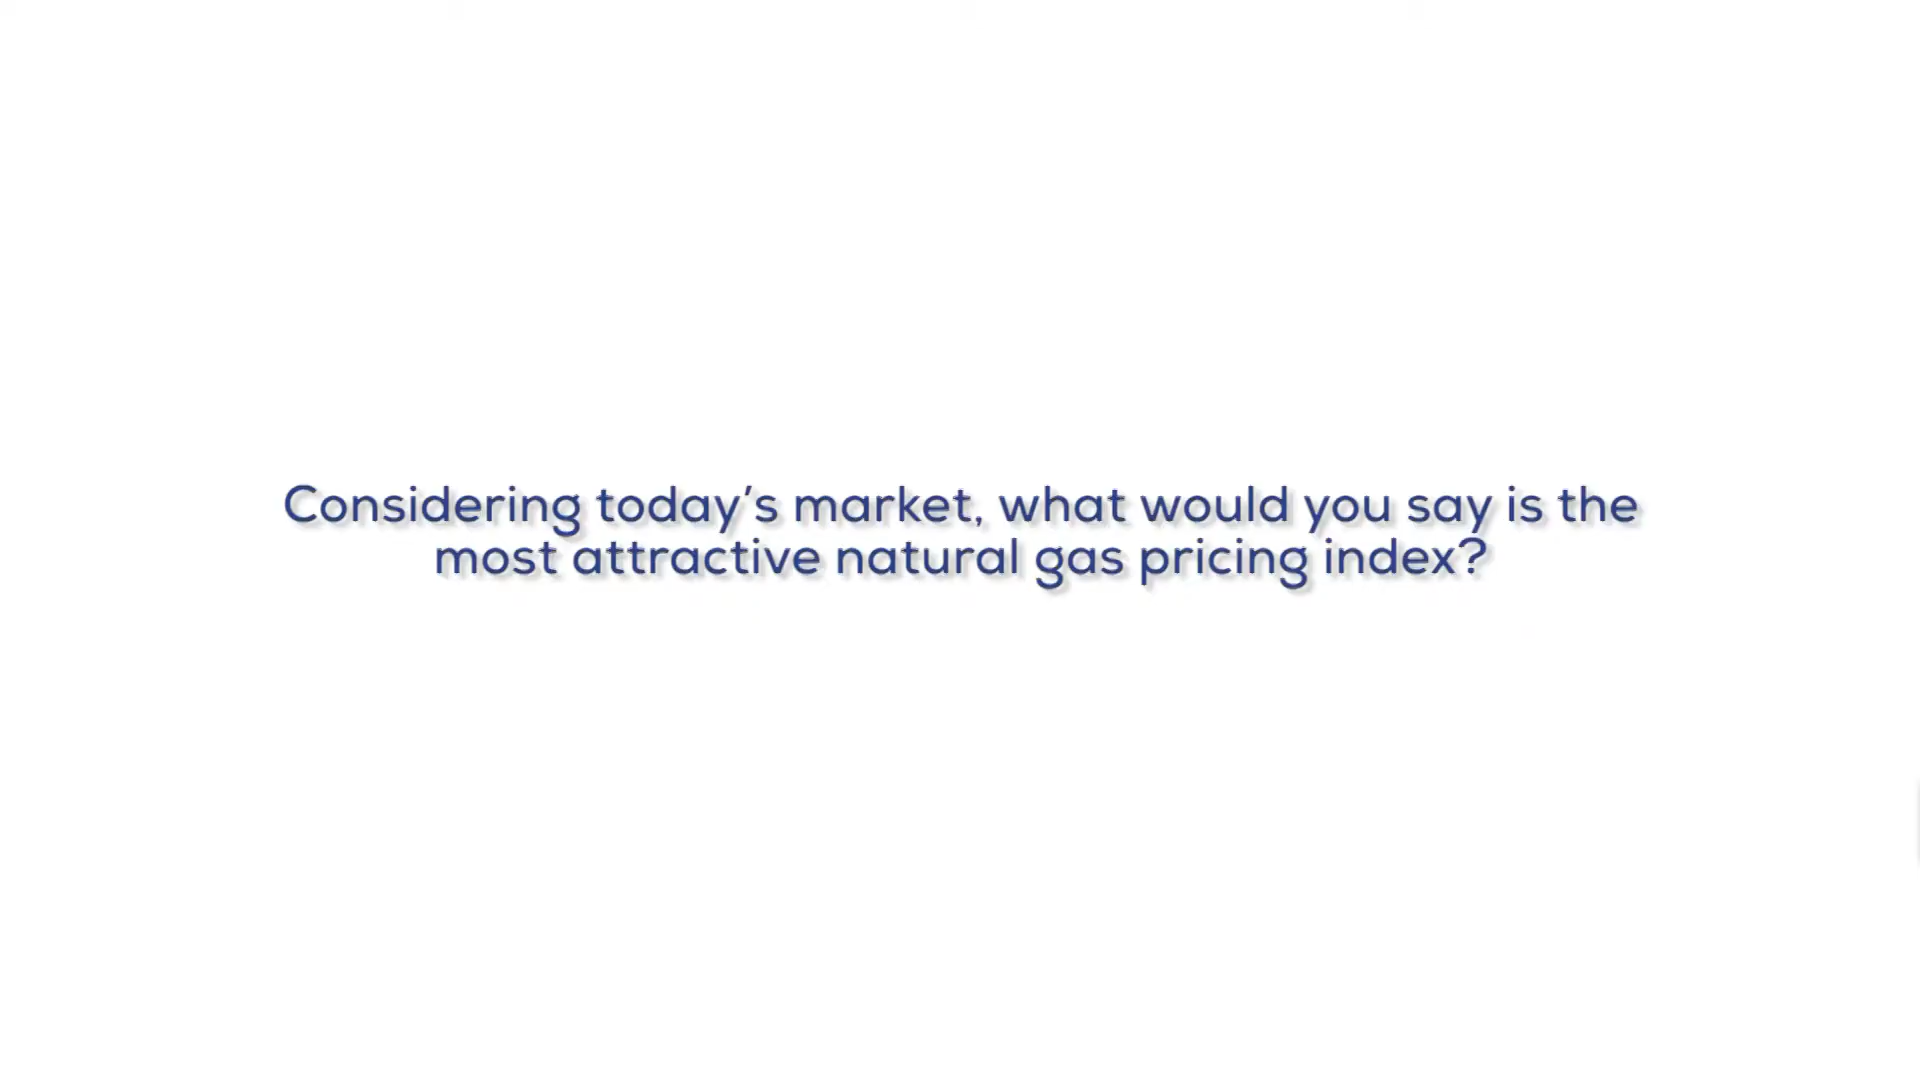 Considering today’s market, what would you say is the
most attractive natural gas pricing index?